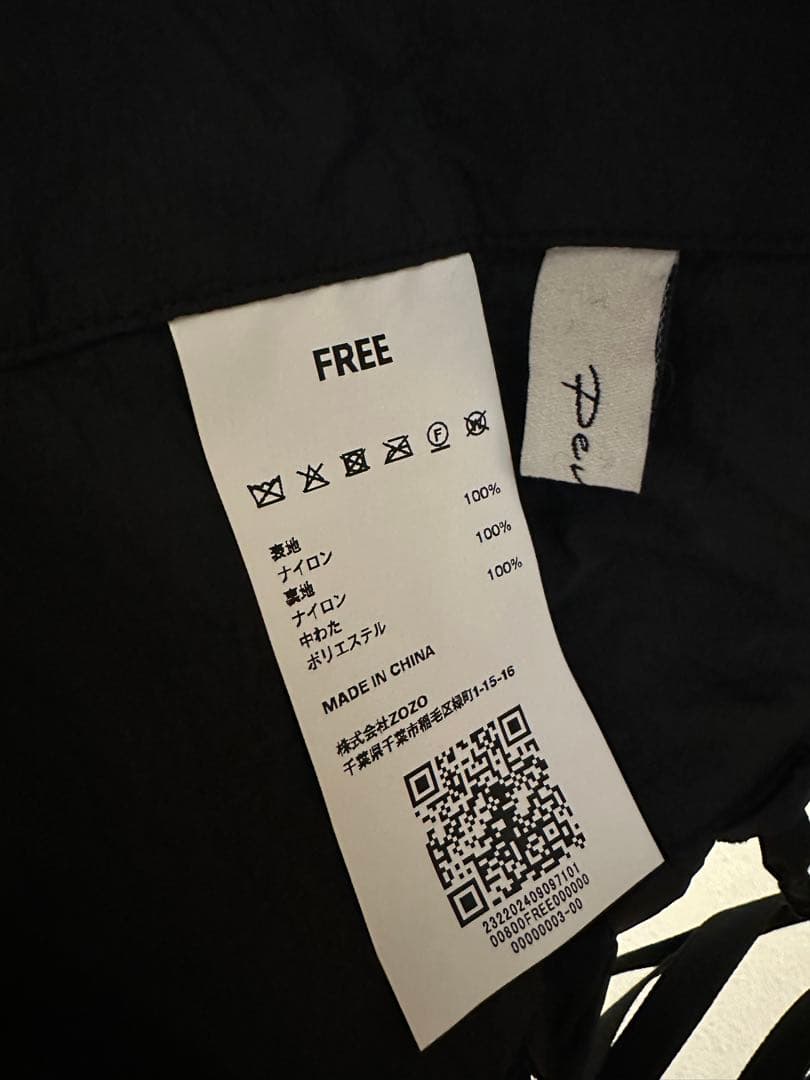 FREE
表地
ナイロン 100%
裏地
ナイロン 100%
中わた
ポリエステル 100%
MADE IN CHINA
株式会社ZOZO
千葉県千葉市稲毛区緑町1-15-16
232202409097101
00800FREE000000
00000003-00